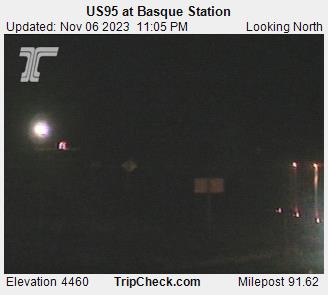 US95 at Basque Station
Updated: Nov 06 2023 11:05 PM Looking North
Elevation 4460 TripCheck.com Milepost 91.62